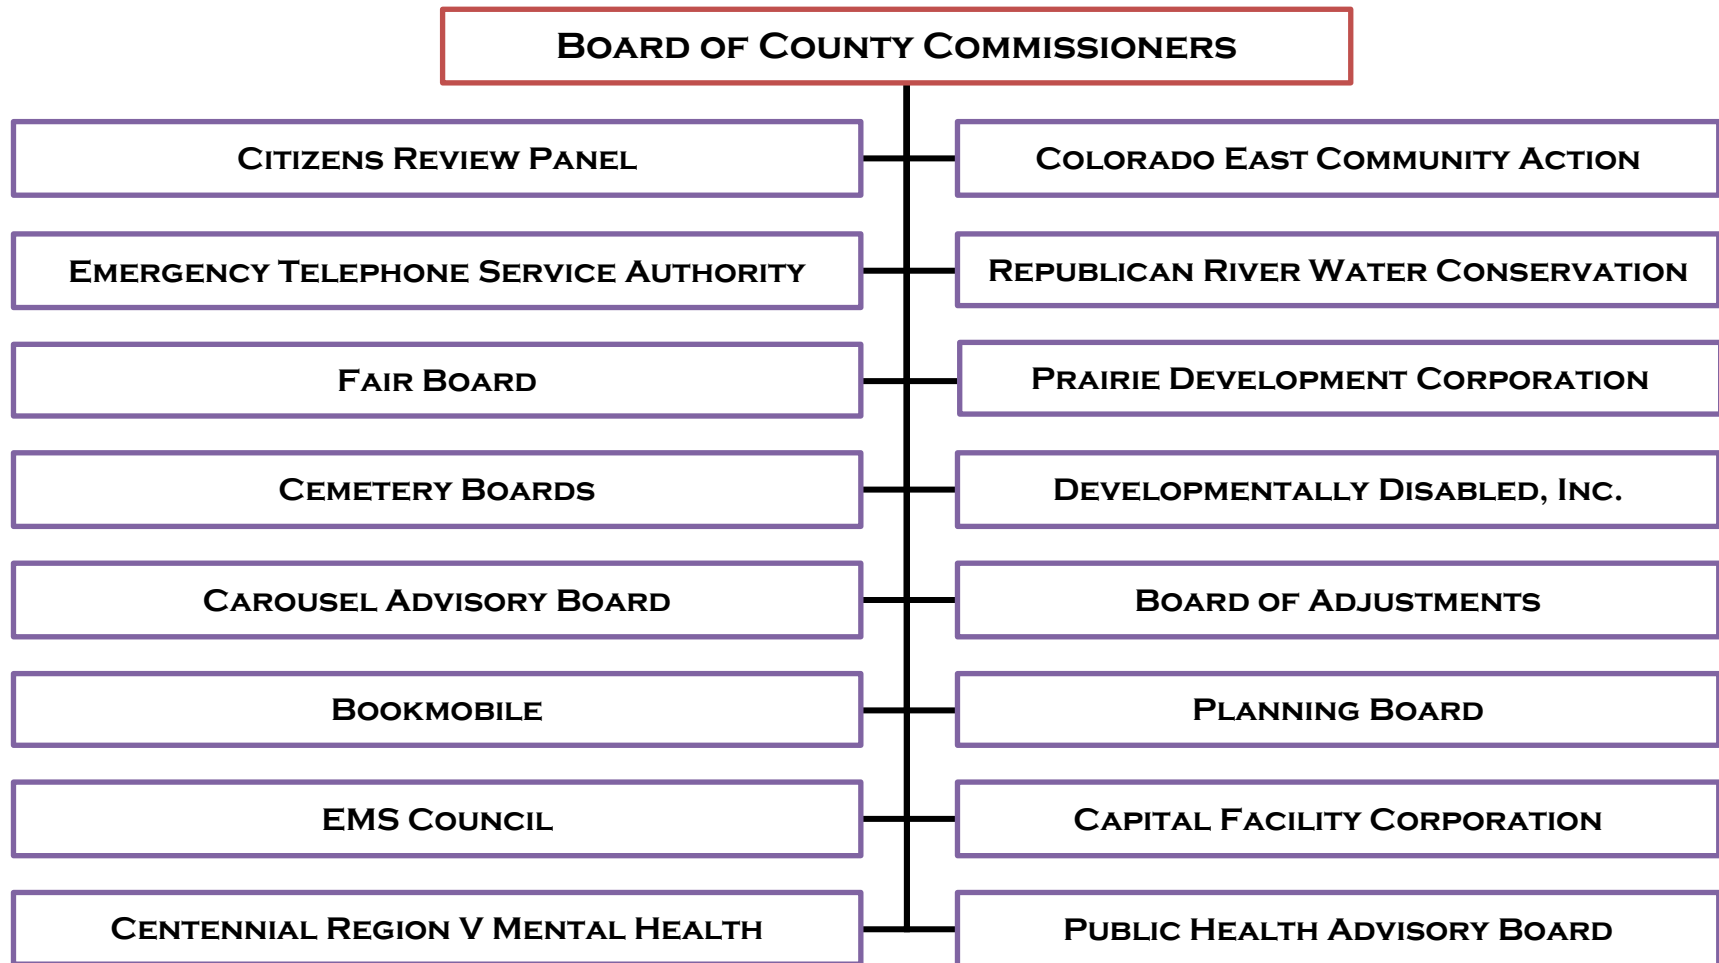 Board of County Commissioners
Citizens Review Panel
Colorado East Community Action
Emergency Telephone Service Authority
Republican River Water Conservation
Fair Board
Prairie Development Corporation
Cemetery Boards
Developmentally Disabled, Inc.
Carousel Advisory Board
Board of Adjustments
Bookmobile
Planning Board
EMS Council
Capital Facility Corporation
Centennial Region V Mental Health
Public Health Advisory Board